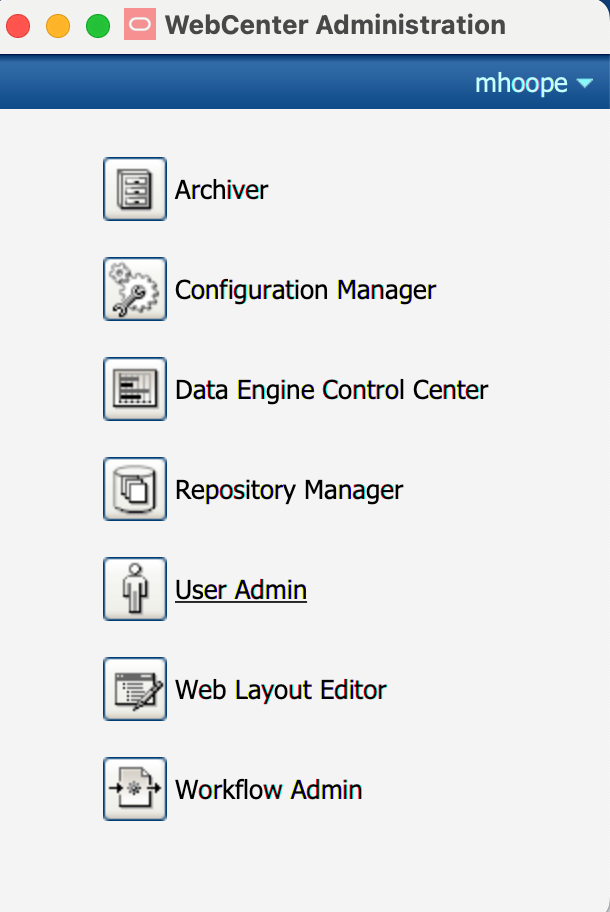 WebCenter Administration
mhoope
Archiver
Configuration Manager
Data Engine Control Center
Repository Manager
User Admin
Web Layout Editor
Workflow Admin